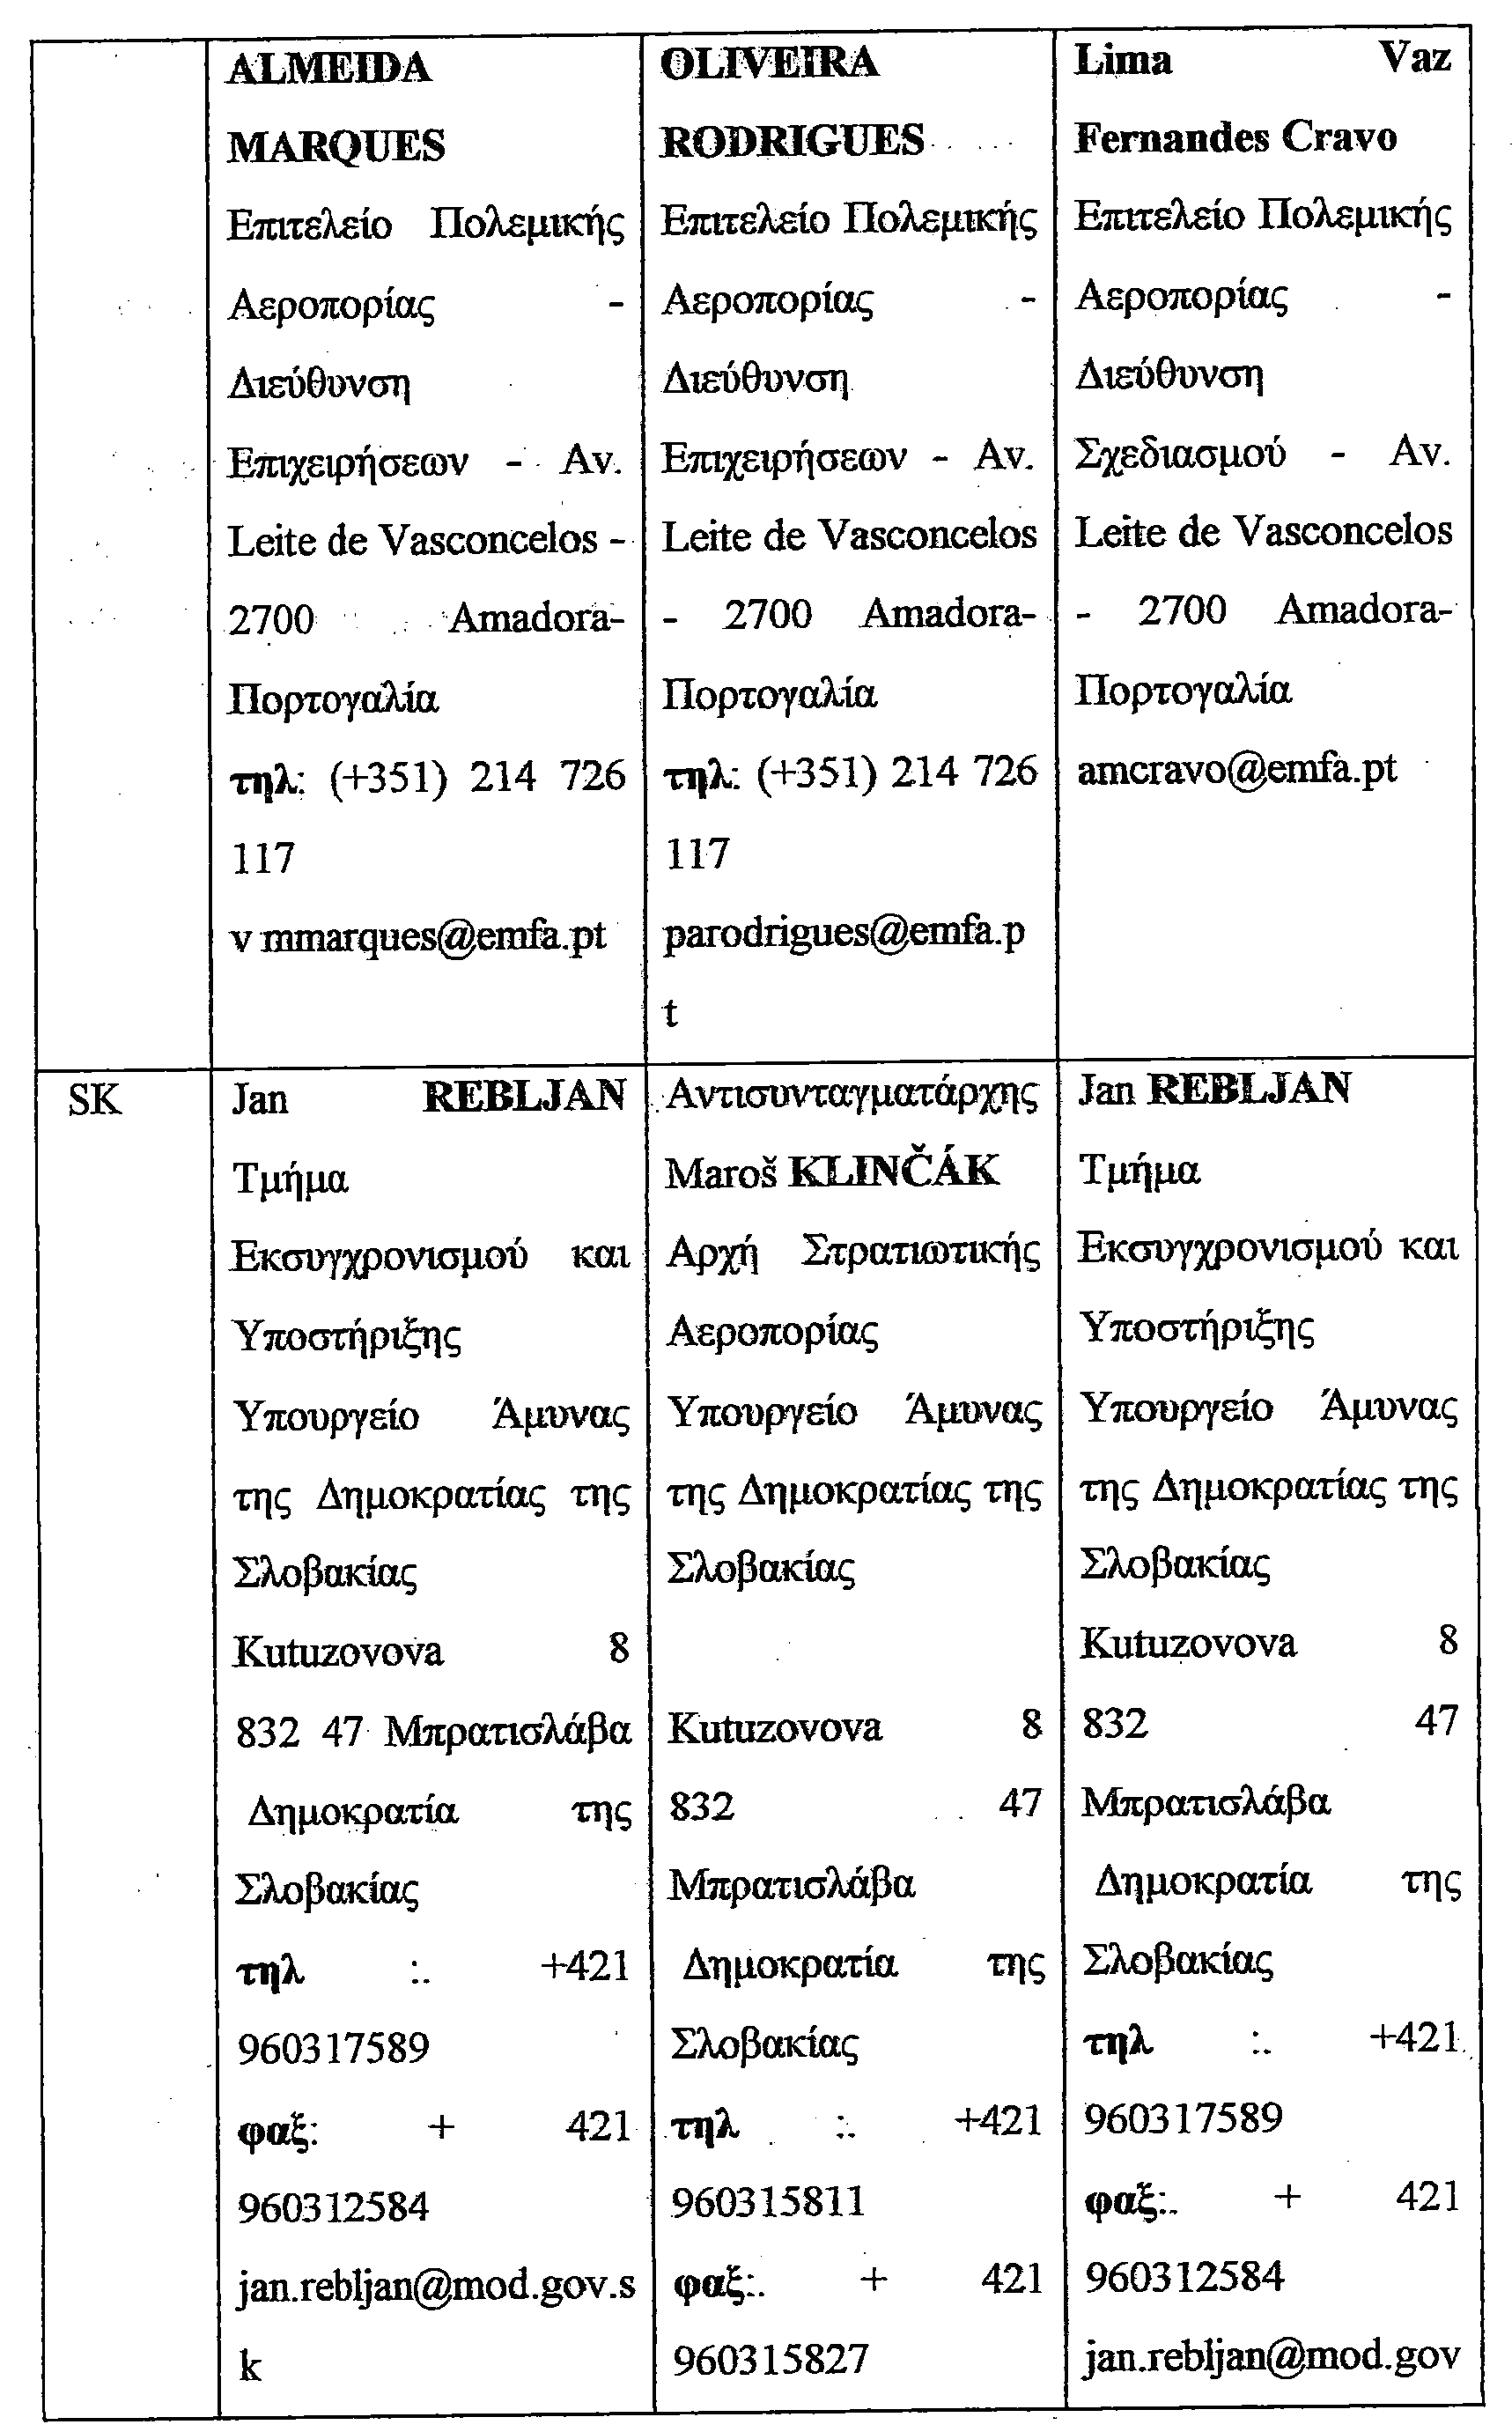 ALMEIDA
MARQUES
Επιτελείο Πολεμικής
Αεροπορίας -
Διεύθυνση
Επιχειρήσεων - Av.
Leite de Vasconcelos -
2700 Amadora-
Πορτογαλία
τηλ: (+351) 214 726
117
v mmarques@emfa.pt
OLIVEIRA
RODRIGUES
Επιτελείο Πολεμικής
Αεροπορίας -
Διεύθυνση
Επιχειρήσεων - Av.
Leite de Vasconcelos
- 2700 Amadora-
Πορτογαλία
τηλ: (+351) 214 726
117
parodrigues@emfa.p
t
Lima Vaz
Fernandes Cravo
Επιτελείο Πολεμικής
Αεροπορίας -
Διεύθυνση
Σχεδιασμού - Av.
Leite de Vasconcelos
- 2700 Amadora-
Πορτογαλία
amcravo@emfa.pt
SK
Jan REBLJAN
Τμήμα
Εκσυγχρονισμού και
Υποστήριξης
Υπουργείο Άμυνας
της Δημοκρατίας της
Σλοβακίας
Kutuzovova 8
832 47 Μπρατισλάβα
Δημοκρατία της
Σλοβακίας
τηλ :. +421
960317589
φαξ: + 421
960312584
jan.rebljan@mod.gov.s
k
Αντισυνταγματάρχης
Maroš KLINČÁK
Αρχή Στρατιωτικής
Αεροπορίας
Υπουργείο Άμυνας
της Δημοκρατίας της
Σλοβακίας
Kutuzovova 8
832 47
Μπρατισλάβα
Δημοκρατία της
Σλοβακίας
τηλ :. +421
960315811
φαξ:. + 421
960315827
Jan REBLJAN
Τμήμα
Εκσυγχρονισμού και
Υποστήριξης
Υπουργείο Άμυνας
της Δημοκρατίας της
Σλοβακίας
Kutuzovova 8
832 47
Μπρατισλάβα
Δημοκρατία της
Σλοβακίας
τηλ :. +421
960317589
φαξ:. + 421
960312584
jan.rebljan@mod.gov